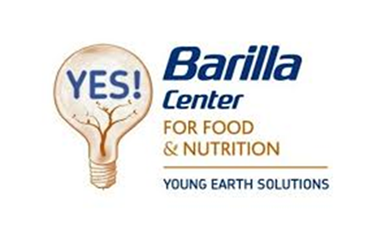 YES!
Barilla
Center
FOR FOOD
& NUTRITION
YOUNG EARTH SOLUTIONS